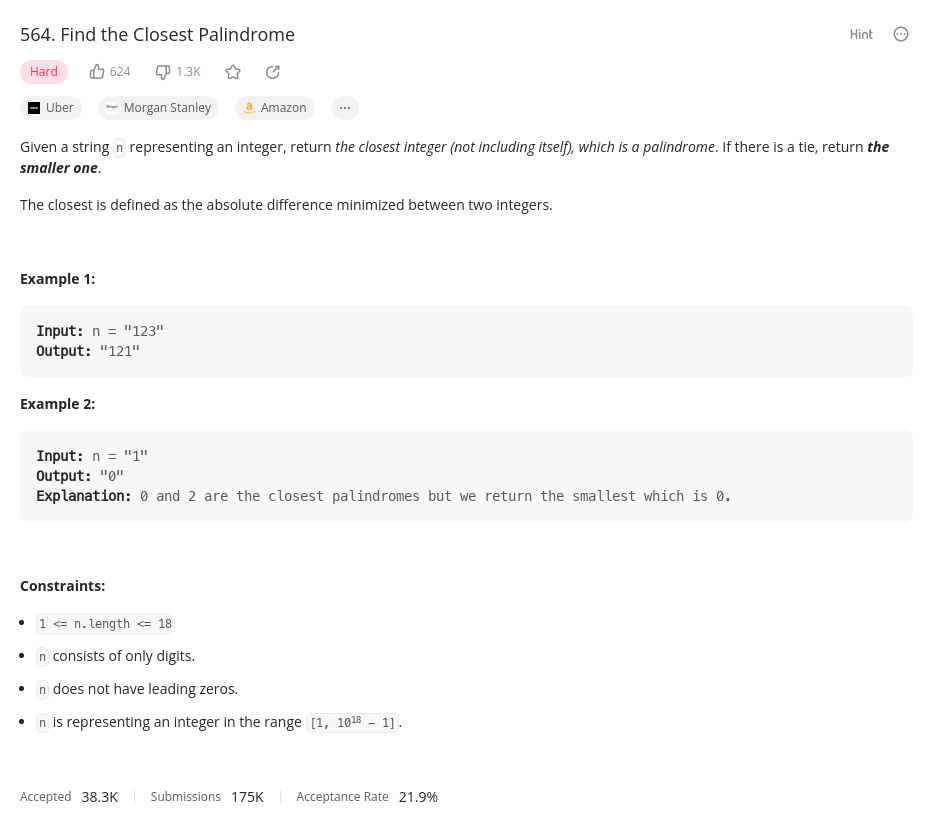 564. Find the Closest Palindrome
Hint
Hard 624 1.3K
Uber Morgan Stanley Amazon ...
Given a string n representing an integer, return the closest integer (not including itself), which is a palindrome. If there is a tie, return the
smaller one.
The closest is defined as the absolute difference minimized between two integers.
Example 1:
Input: n = "123"
Output: "121"
Example 2:
Input: n = "1"
Output: "0"
Explanation: 0 and 2 are the closest palindromes but we return the smallest which is 0.
Constraints:
• 1 <= n.length <= 18
• n consists of only digits.
• n does not have leading zeros.
• n is representing an integer in the range [1, 10¹⁸ − 1].
Accepted 38.3K Submissions 175K Acceptance Rate 21.9%